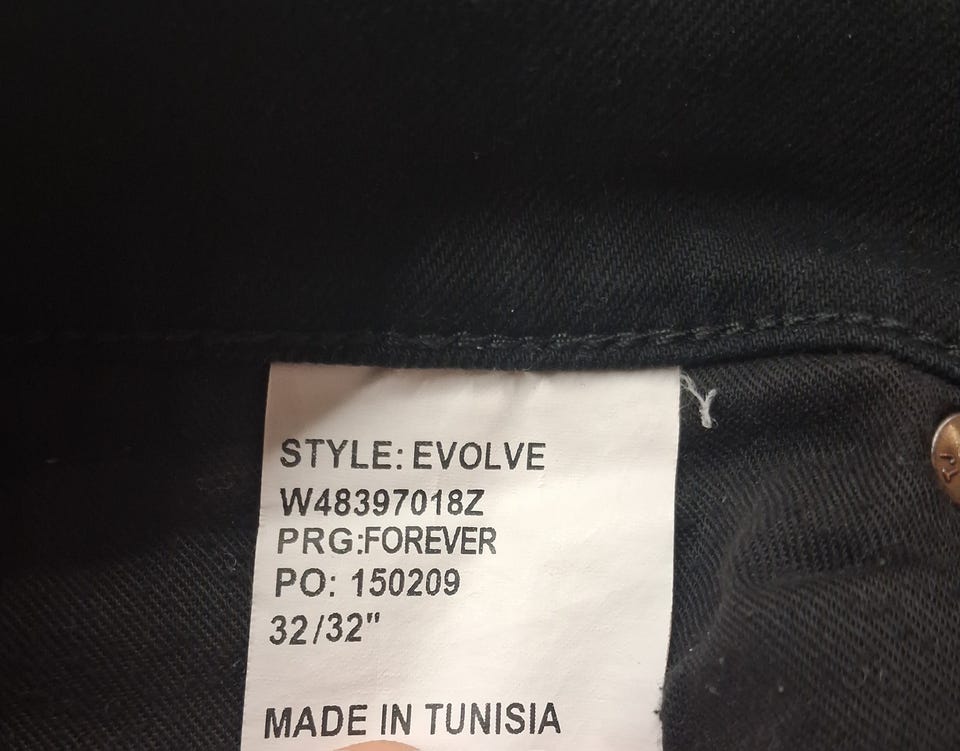 STYLE: EVOLVE
W48397018Z
PRG:FOREVER
PO: 150209
32/32"
MADE IN TUNISIA